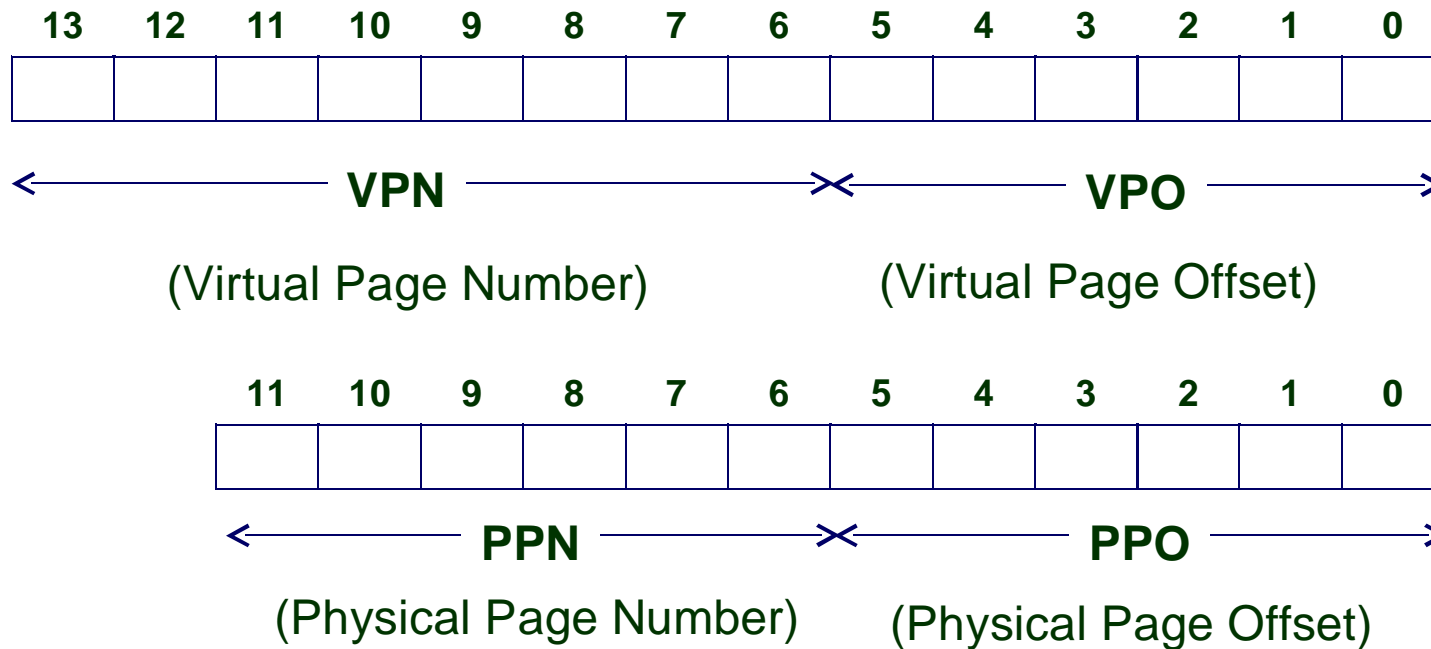 13 12 11 10 9 8 7 6 5 4 3 2 1 0
VPN VPO
(Virtual Page Number) (Virtual Page Offset)
11 10 9 8 7 6 5 4 3 2 1 0
PPN PPO
(Physical Page Number) (Physical Page Offset)